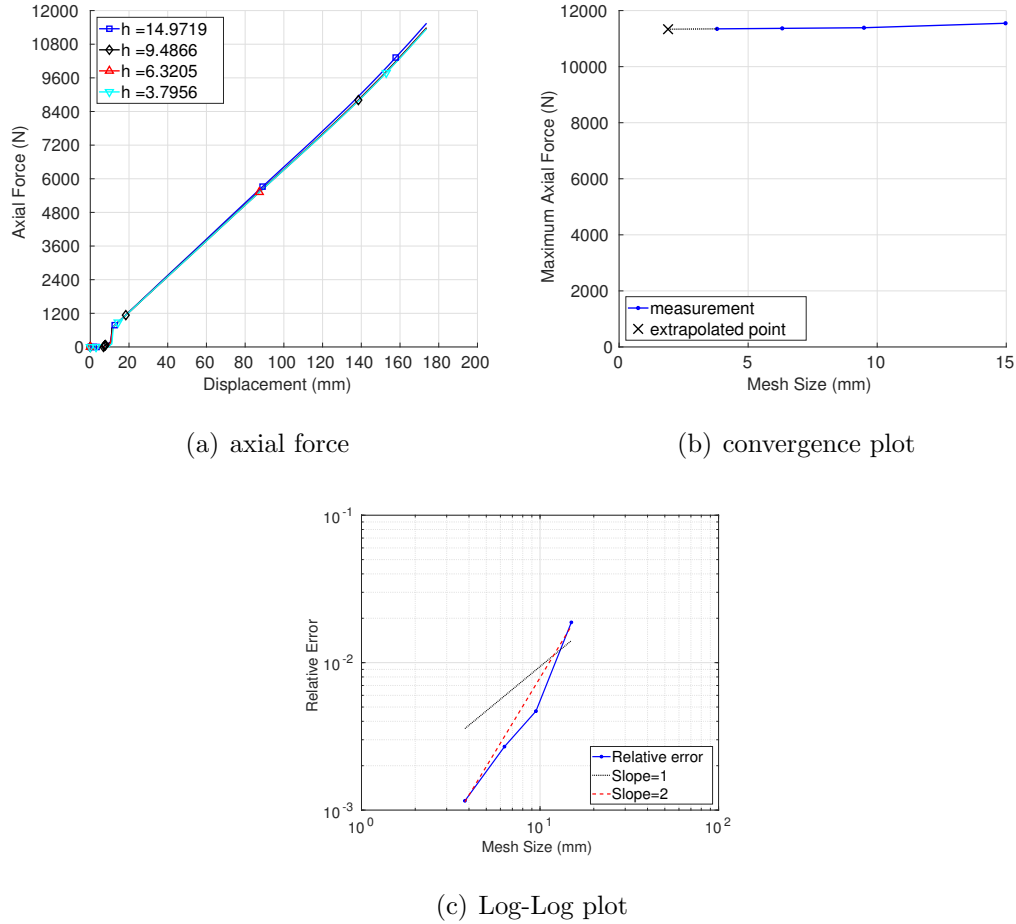 12000
10800
9600
8400
7200
6000
4800
3600
2400
1200
0
Axial Force (N)
h =14.9719
h =9.4866
h =6.3205
h =3.7956
0 20 40 60 80 100 120 140 160 180 200
Displacement (mm)
(a) axial force
12000
10000
8000
6000
4000
2000
0
Maximum Axial Force (N)
measurement
extrapolated point
0 5 10 15
Mesh Size (mm)
(b) convergence plot
10^-1
10^-2
10^-3
Relative Error
Relative error
Slope=1
Slope=2
10^0 10^1 10^2
Mesh Size (mm)
(c) Log-Log plot